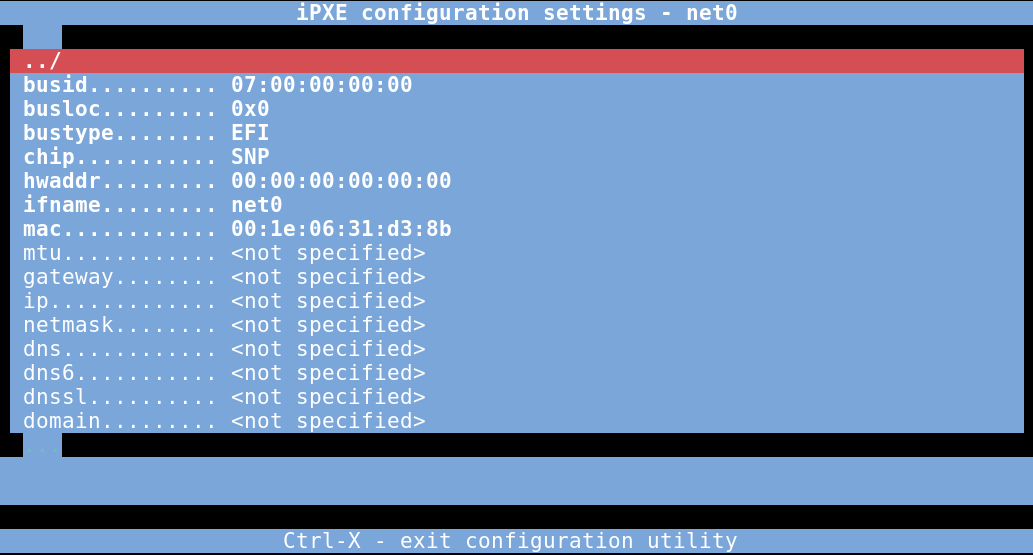 iPXE configuration settings - net0
../
busid.......... 07:00:00:00:00
busloc......... 0x0
bustype........ EFI
chip........... SNP
hwaddr......... 00:00:00:00:00:00
ifname......... net0
mac............ 00:1e:06:31:d3:8b
mtu............ <not specified>
gateway........ <not specified>
ip............. <not specified>
netmask........ <not specified>
dns............ <not specified>
dns6........... <not specified>
dnssl.......... <not specified>
domain......... <not specified>
...
Ctrl-X - exit configuration utility